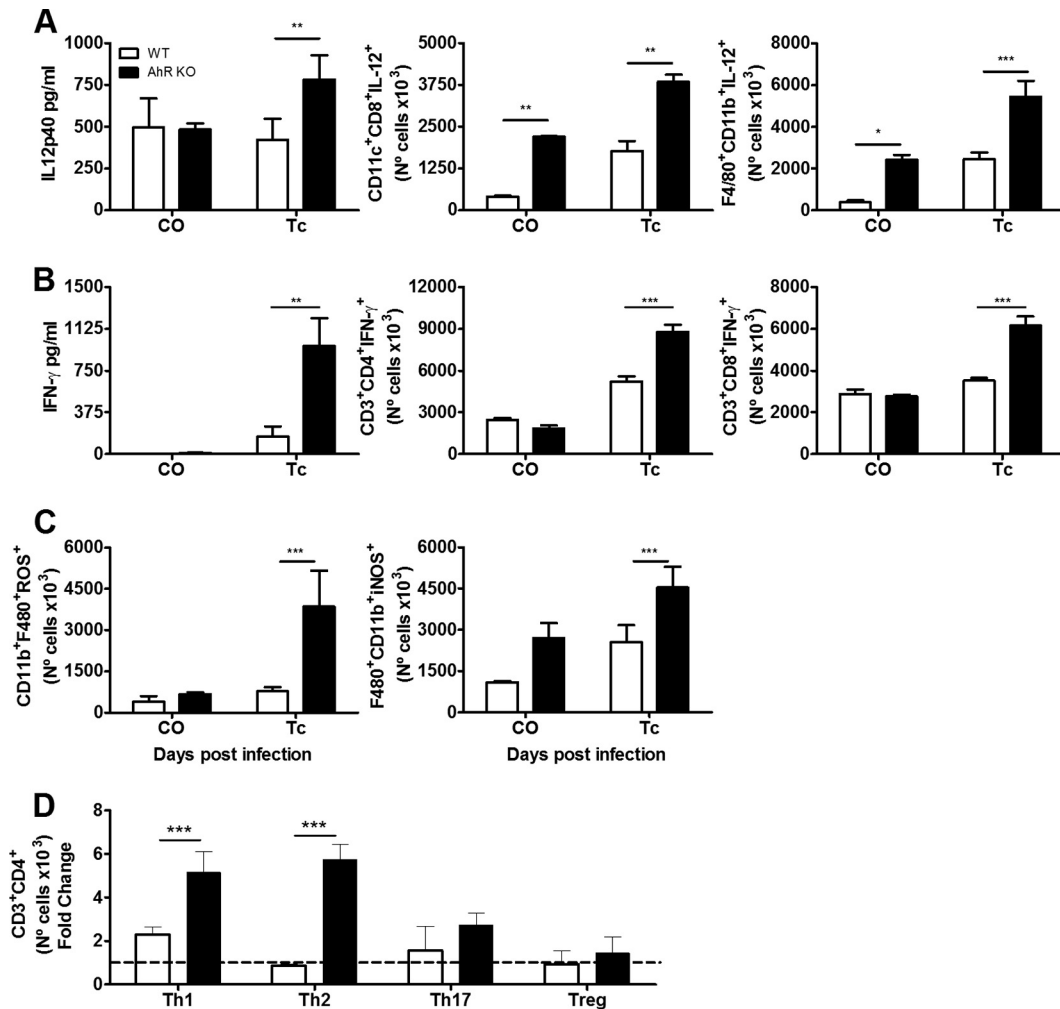 A
IL12p40 pg/ml
1000
750
500
250
0
WT
AhR KO
**
CO
Tc
CD11c+CD8+IL-12+
(Nº cells x10³)
5000
3750
2500
1250
0
**
**
CO
Tc
F4/80+CD11b+IL-12+
(Nº cells x10³)
8000
6000
4000
2000
0
*
***
CO
Tc
B
IFN-γ pg/ml
1500
1125
750
375
0
**
CO
Tc
CD3+CD4+IFN-γ+
(Nº cells x10³)
12000
9000
6000
3000
0
***
CO
Tc
CD3+CD8+IFN-γ+
(Nº cells x10³)
8000
6000
4000
2000
0
***
CO
Tc
C
CD11b+F480+ROS+
(Nº cells x10³)
6000
4500
3000
1500
0
***
CO
Tc
Days post infection
F480+CD11b+iNOS+
(Nº cells x10³)
6000
4500
3000
1500
0
***
CO
Tc
Days post infection
D
CD3+CD4+
(Nº cells x10³)
Fold Change
8
6
4
2
0
***
***
Th1
Th2
Th17
Treg